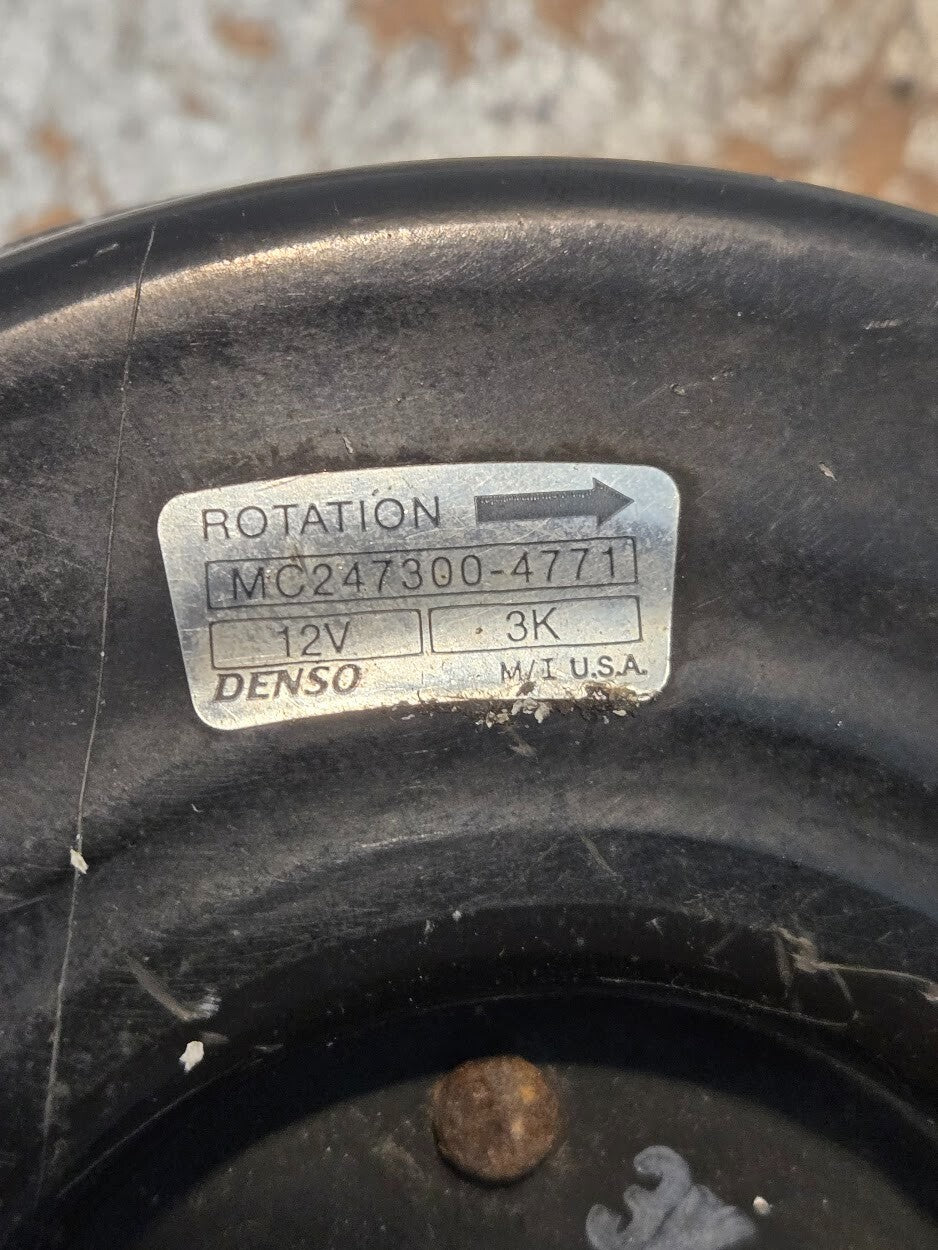 ROTATION
MC247300-4771
12V 3K
DENSO M/I U.S.A.